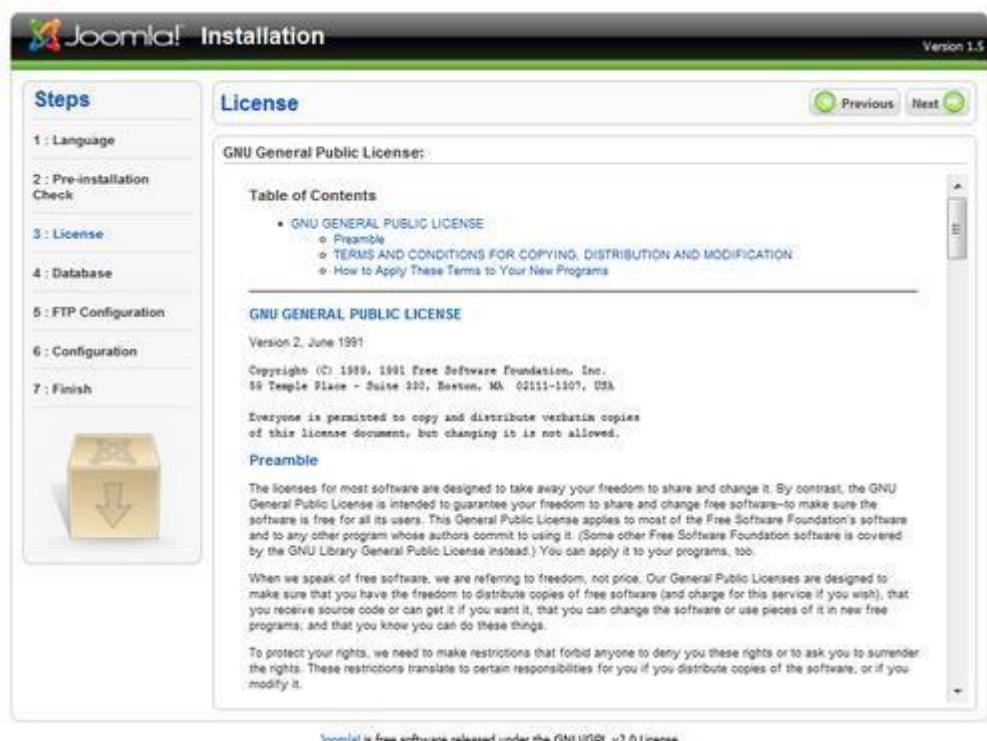 Joomla! Installation
Version 1.5
Steps
1 : Language
2 : Pre-installation
Check
3 : License
4 : Database
5 : FTP Configuration
6 : Configuration
7 : Finish
License
Previous
Next
GNU General Public License:
Table of Contents
GNU GENERAL PUBLIC LICENSE
Preamble
TERMS AND CONDITIONS FOR COPYING, DISTRIBUTION AND MODIFICATION
How to Apply These Terms to Your New Programs
GNU GENERAL PUBLIC LICENSE
Version 2, June 1991
Copyright (C) 1989, 1991 Free Software Foundation, Inc.
59 Temple Place - Suite 330, Boston, MA 02111-1307, USA
Everyone is permitted to copy and distribute verbatim copies
of this license document, but changing it is not allowed.
Preamble
The licenses for most software are designed to take away your freedom to share and change it. By contrast, the GNU
General Public License is intended to guarantee your freedom to share and change free software--to make sure the
software is free for all its users. This General Public License applies to most of the Free Software Foundation's software
and to any other program whose authors commit to using it. (Some other Free Software Foundation software is covered
by the GNU Library General Public License instead.) You can apply it to your programs, too.
When we speak of free software, we are referring to freedom, not price. Our General Public Licenses are designed to
make sure that you have the freedom to distribute copies of free software (and charge for this service if you wish), that
you receive source code or can get it if you want it, that you can change the software or use pieces of it in new free
programs; and that you know you can do these things.
To protect your rights, we need to make restrictions that forbid anyone to deny you these rights or to ask you to surrender
the rights. These restrictions translate to certain responsibilities for you if you distribute copies of the software, or if you
modify it.
Joomla! is free software released under the GNU/GPL v2.0 License.